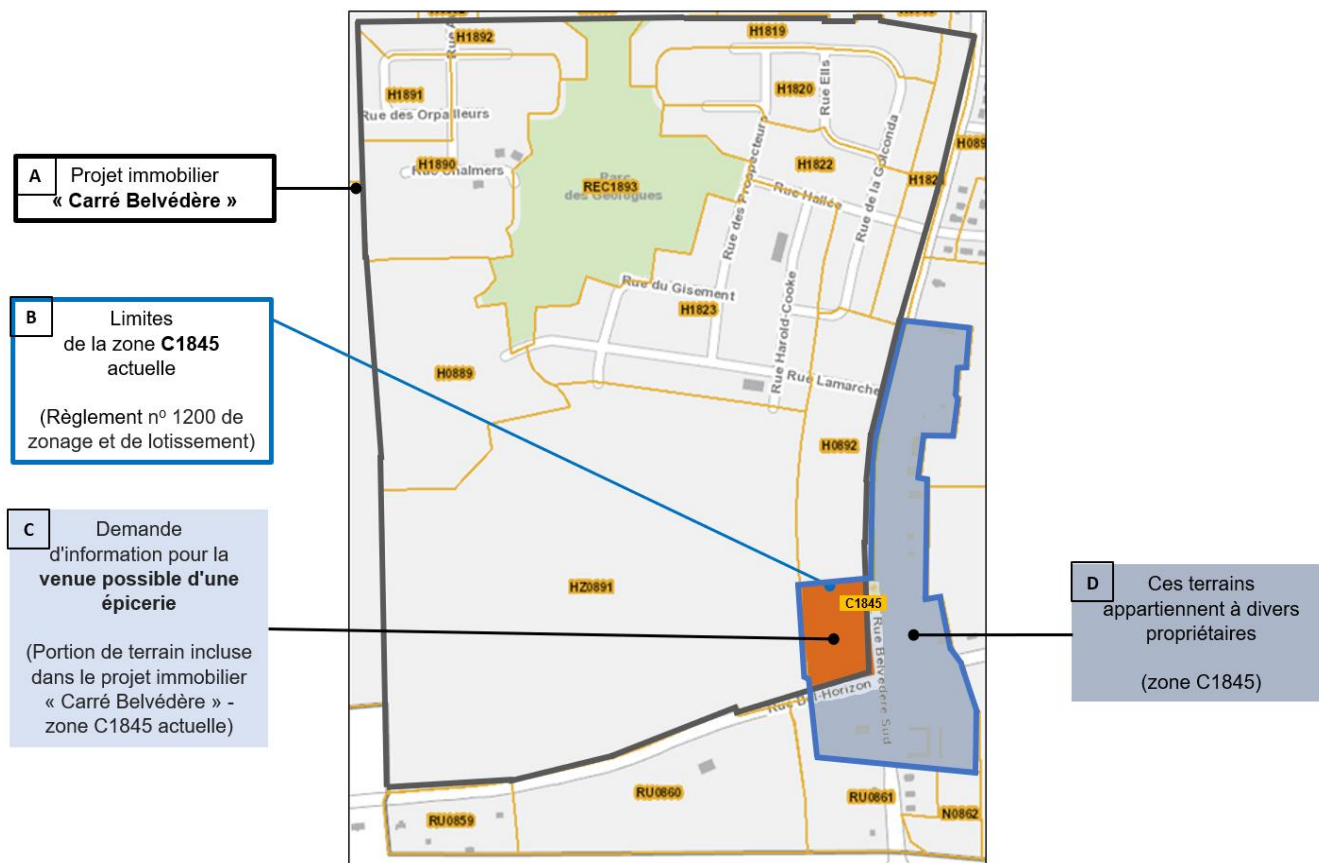 A
Projet immobilier
« Carré Belvédère »
B
Limites
de la zone C1845
actuelle
(Règlement nº 1200 de
zonage et de lotissement)
C
Demande
d'information pour la
venue possible d'une
épicerie
(Portion de terrain incluse
dans le projet immobilier
« Carré Belvédère » -
zone C1845 actuelle)
D
Ces terrains
appartiennent à divers
propriétaires
(zone C1845)
H1892
H1819
H1891
Rue des Orpailleurs
H1820
Rue Ells
H1890
Rue Chalmers
REC1893
Parc
des Géologues
H1822
Rue Hallée
Rue de la Golconda
Rue des Prospecteurs
Rue du Gisement
H1823
Rue Harold-Cooke
Rue Lamarche
H0889
H0892
HZ0891
C1845
Rue Belvédère Sud
Rue Bel-Horizon
RU0859
RU0860
RU0861
N0862